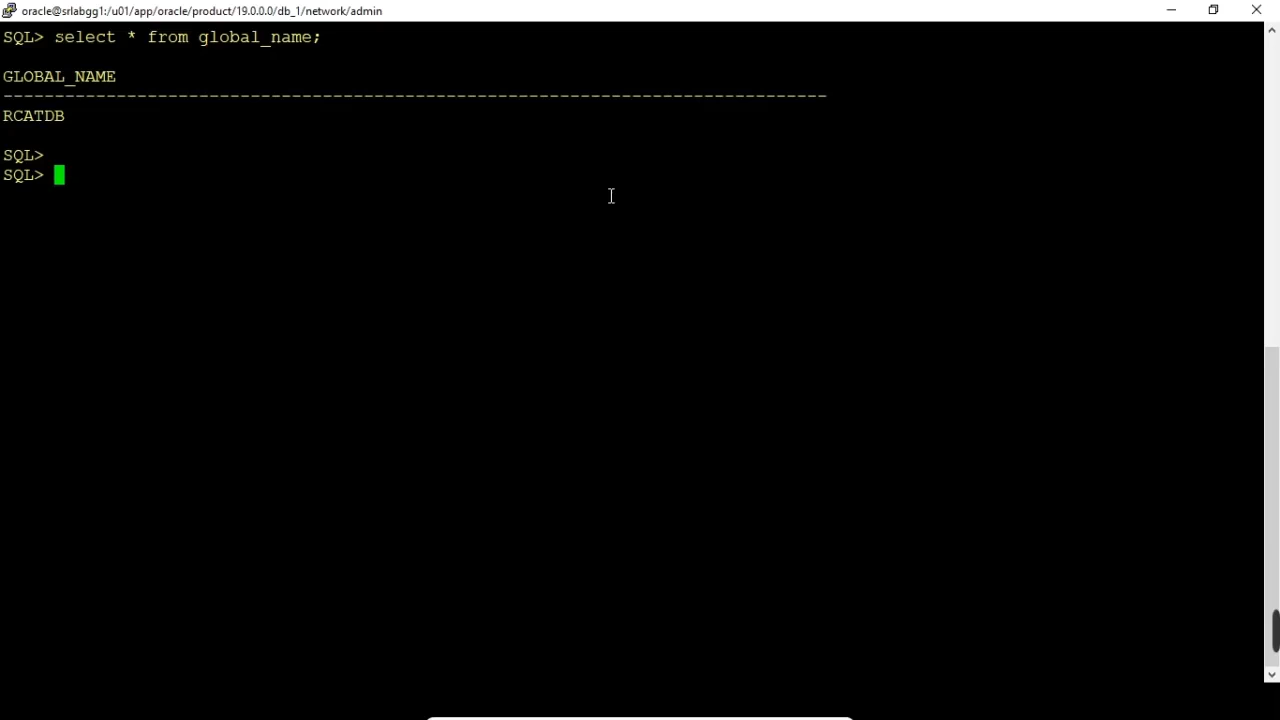 oracle@srlabgg1:/u01/app/oracle/product/19.0.0.0/db_1/network/admin
SQL> select * from global_name;
GLOBAL_NAME
--------------------------------------------------------------------------------
RCATDB
SQL>
SQL>